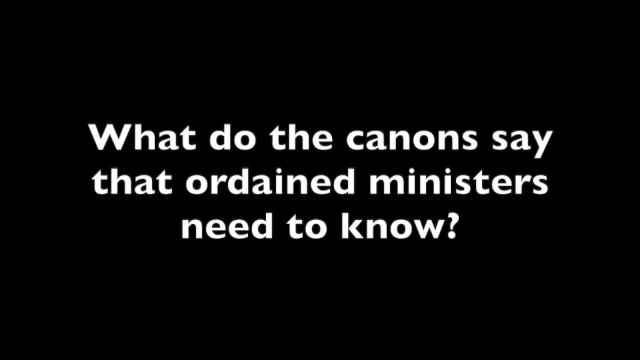 What do the canons say
that ordained ministers
need to know?